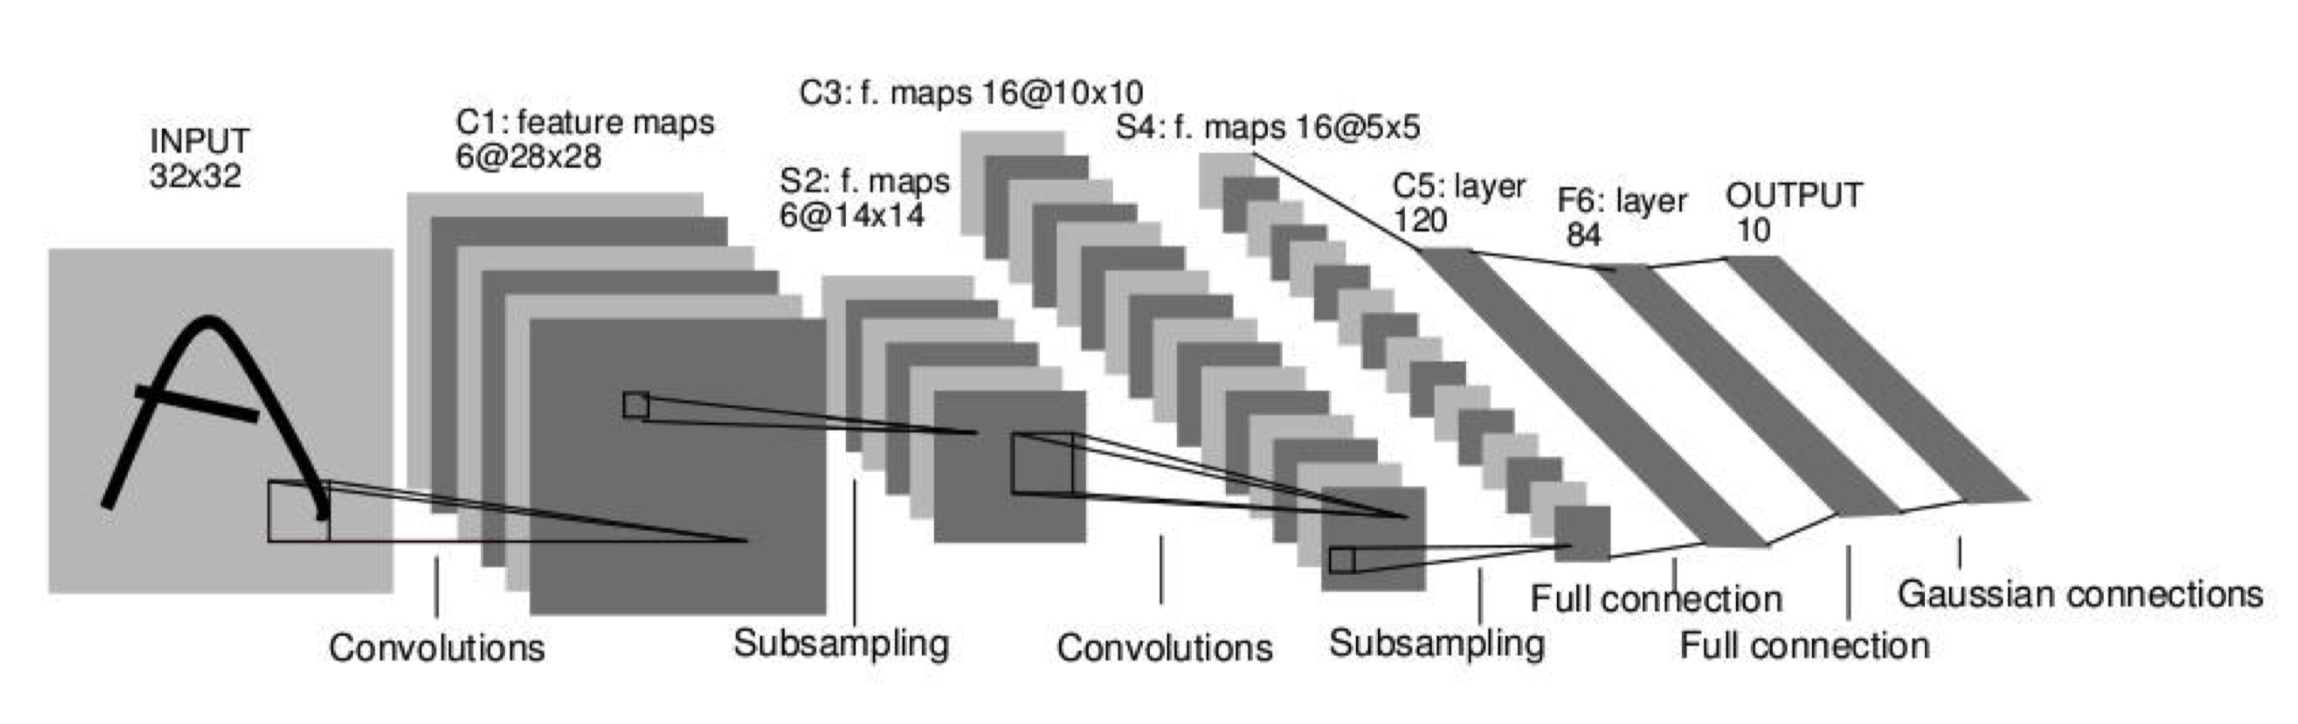 INPUT
32x32
C1: feature maps
6@28x28
S2: f. maps
6@14x14
C3: f. maps 16@10x10
S4: f. maps 16@5x5
C5: layer
120
F6: layer
84
OUTPUT
10
A
Convolutions
Subsampling
Convolutions
Subsampling
Full connection
Full connection
Gaussian connections